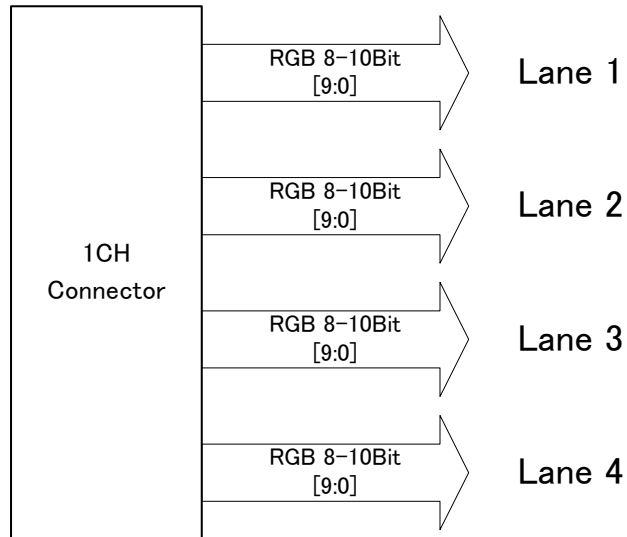 RGB 8-10Bit
[9:0]
Lane 1
RGB 8-10Bit
[9:0]
Lane 2
1CH
Connector
RGB 8-10Bit
[9:0]
Lane 3
RGB 8-10Bit
[9:0]
Lane 4